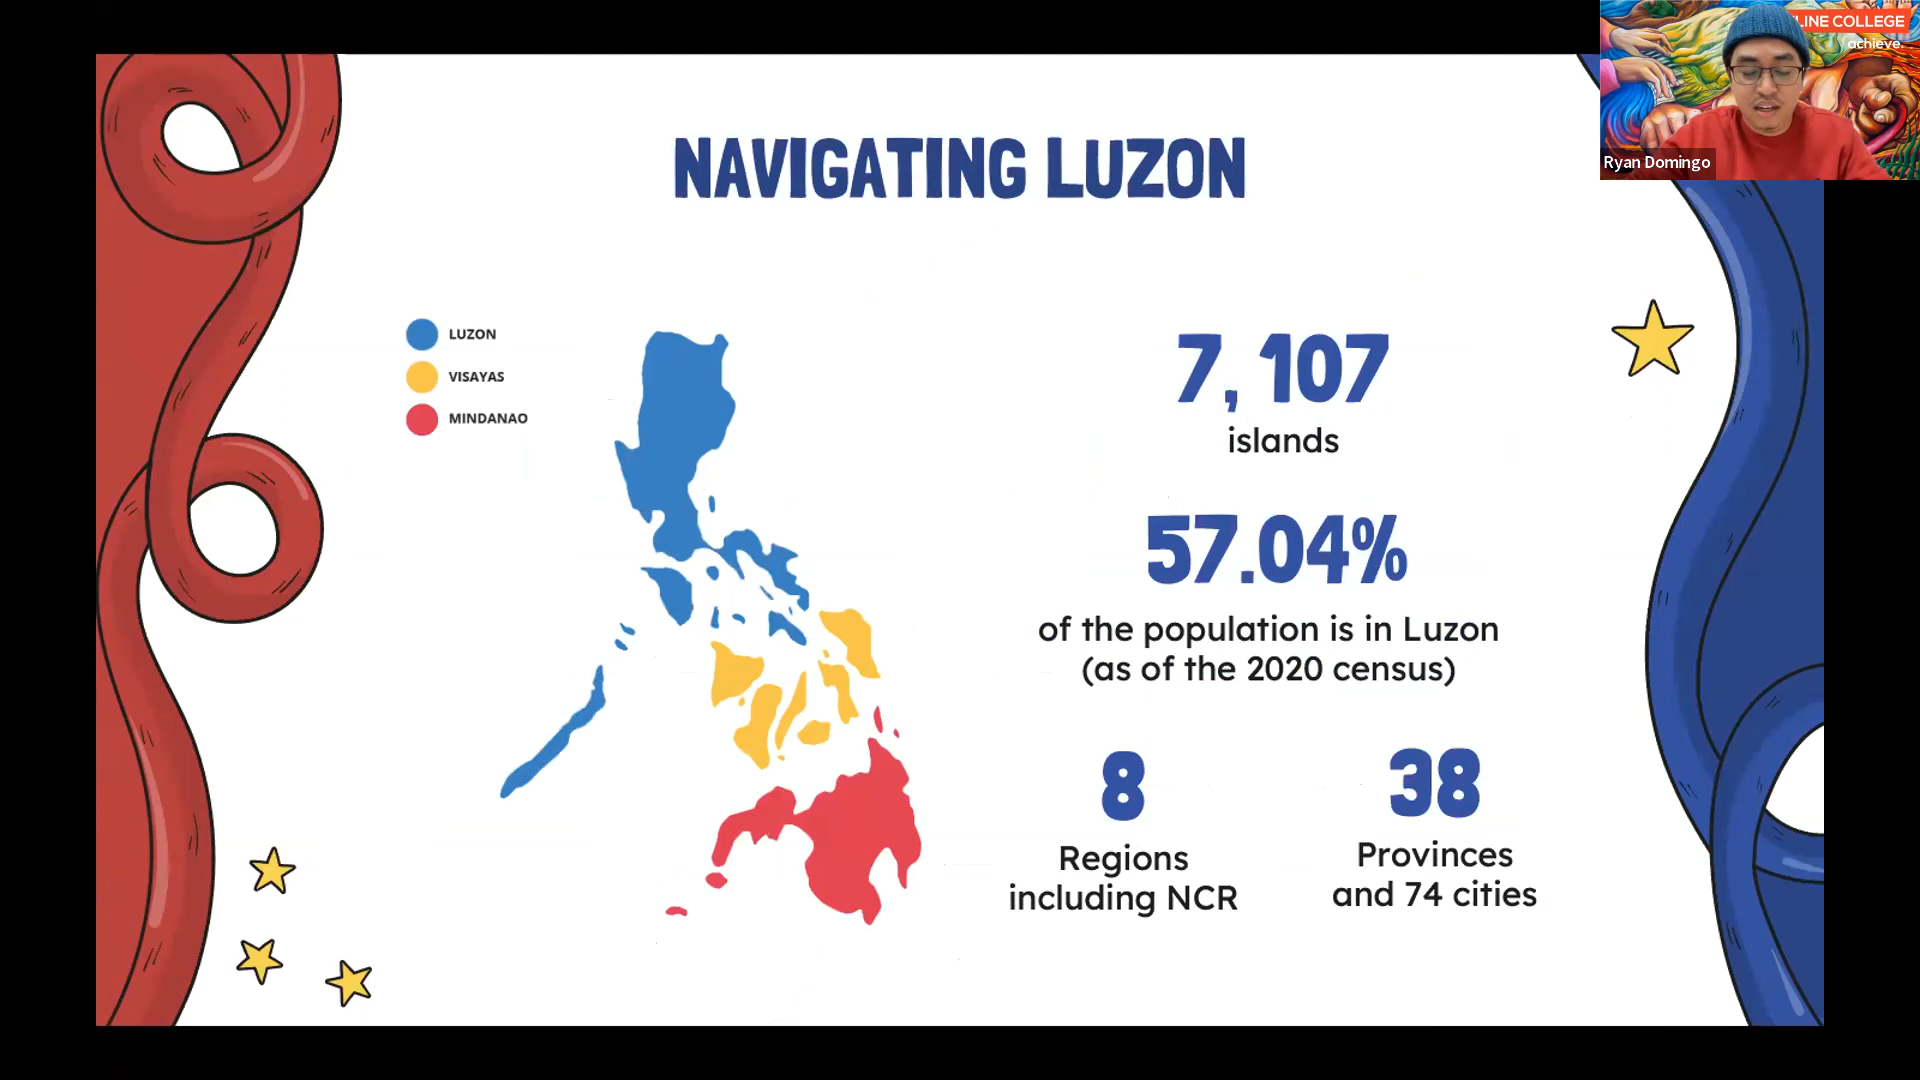 LINE COLLEGE
achieve.
Ryan Domingo
NAVIGATING LUZON
LUZON
VISAYAS
MINDANAO
7, 107
islands
57.04%
of the population is in Luzon
(as of the 2020 census)
8
Regions
including NCR
38
Provinces
and 74 cities